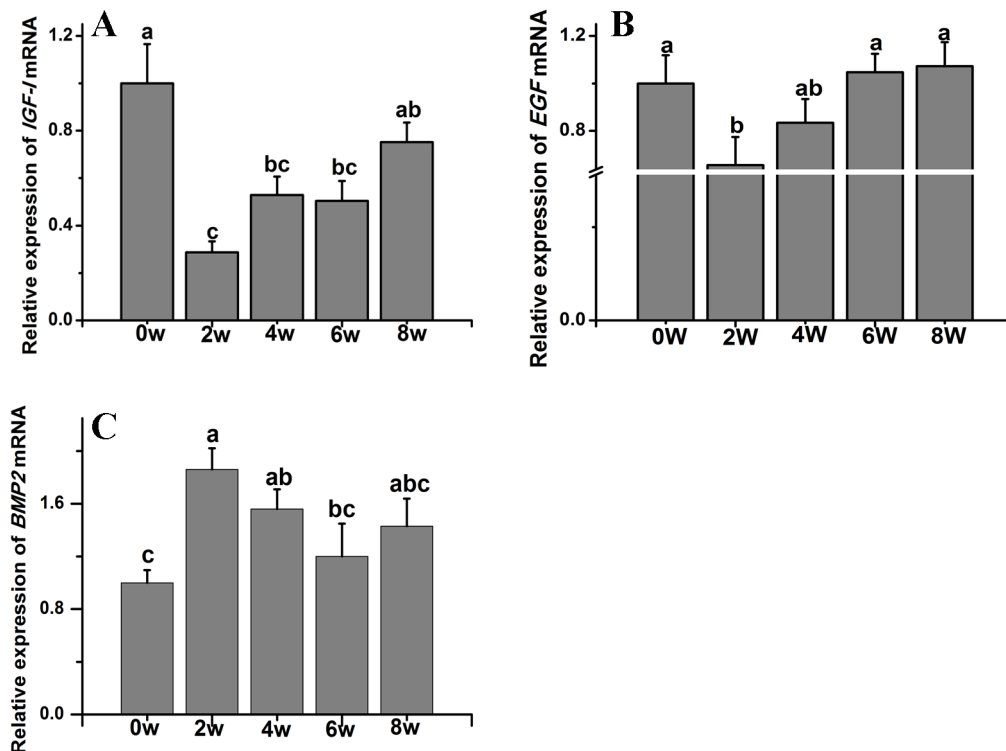 A
Relative expression of IGF-I mRNA
1.2
0.8
0.4
0.0
a
c
bc
bc
ab
0w 2w 4w 6w 8w
B
Relative expression of EGF mRNA
1.2
0.8
0.0
a
b
ab
a
a
0W 2W 4W 6W 8W
C
Relative expression of BMP2 mRNA
1.6
0.8
0.0
c
a
ab
bc
abc
0w 2w 4w 6w 8w